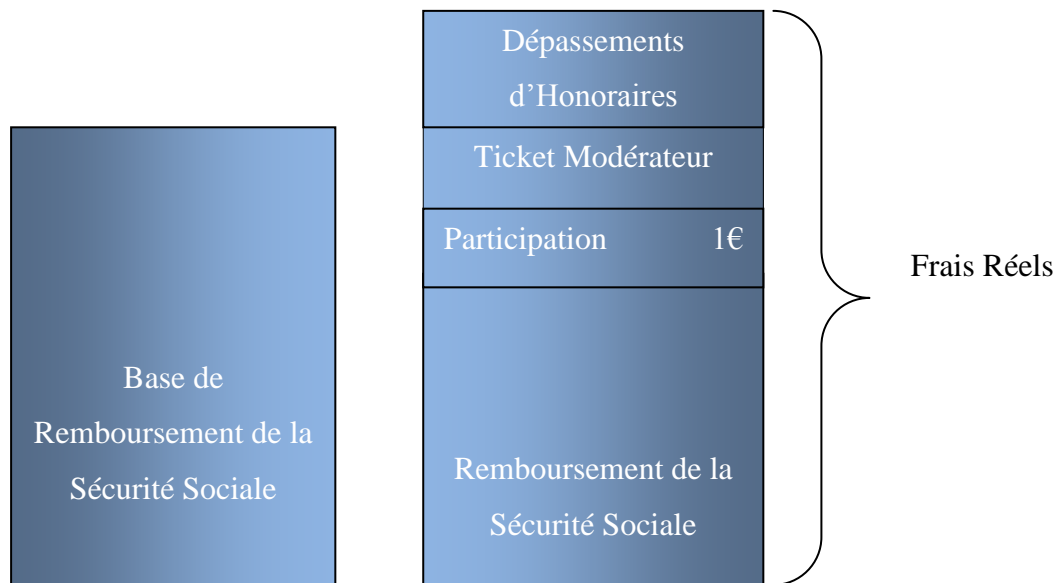 Dépassements
d’Honoraires
Ticket Modérateur
Participation 1€
Frais Réels
Base de
Remboursement de la
Sécurité Sociale
Remboursement de la
Sécurité Sociale